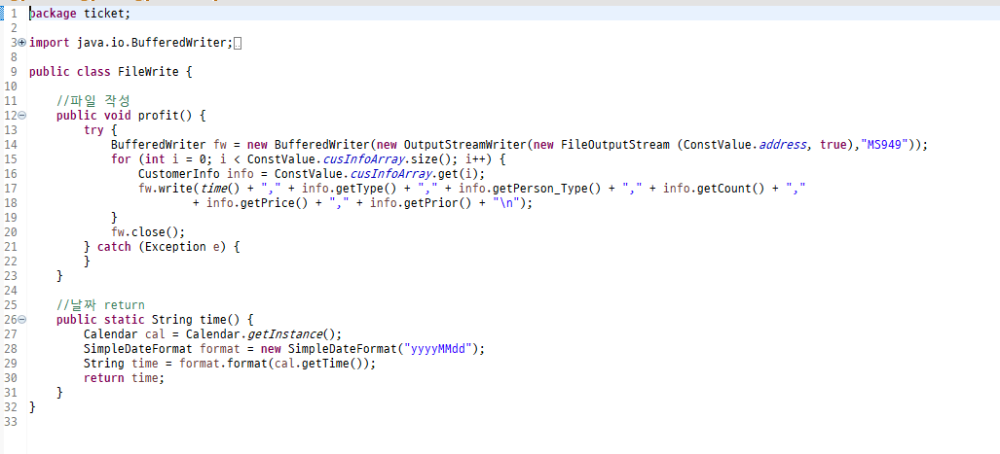 1 package ticket;
2
3 import java.io.BufferedWriter;
8
9 public class FileWrite {
10
11     //파일 작성
12     public void profit() {
13         try {
14             BufferedWriter fw = new BufferedWriter(new OutputStreamWriter(new FileOutputStream (ConstValue.address, true),"MS949"));
15             for (int i = 0; i < ConstValue.cusInfoArray.size(); i++) {
16                 CustomerInfo info = ConstValue.cusInfoArray.get(i);
17                 fw.write(time() + "," + info.getType() + "," + info.getPerson_Type() + "," + info.getCount() + ","
18                         + info.getPrice() + "," + info.getPrior() + "\n");
19             }
20             fw.close();
21         } catch (Exception e) {
22         }
23     }
24
25     //날짜 return
26     public static String time() {
27         Calendar cal = Calendar.getInstance();
28         SimpleDateFormat format = new SimpleDateFormat("yyyyMMdd");
29         String time = format.format(cal.getTime());
30         return time;
31     }
32 }
33